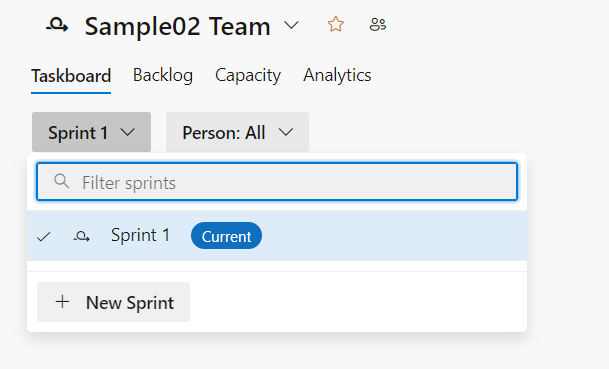 Sample02 Team
Taskboard Backlog Capacity Analytics
Sprint 1 Person: All
Filter sprints
Sprint 1 Current
New Sprint